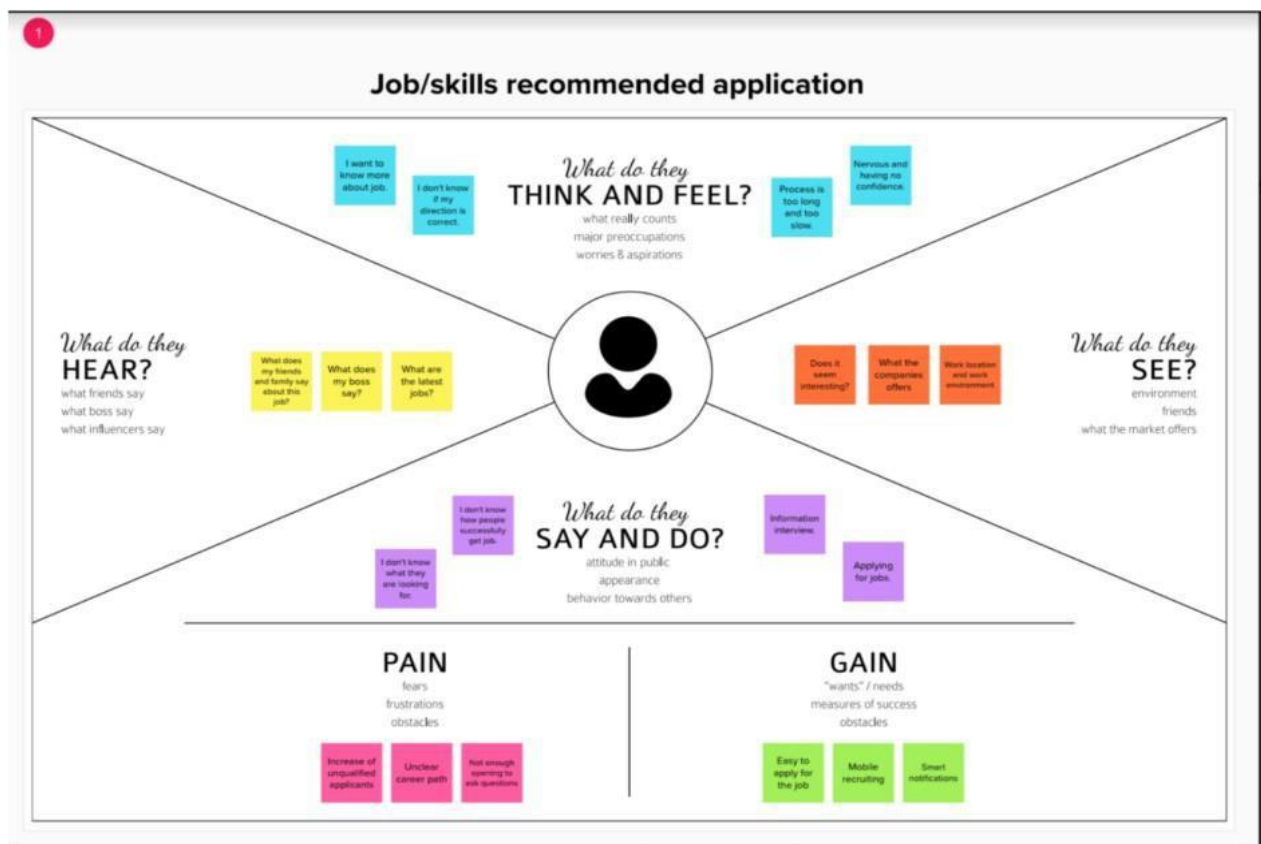 1
Job/skills recommended application
I want to
know more
about job.
I don't know
if my
direction is
correct.
What do they
THINK AND FEEL?
what really counts
major preoccupations
worries & aspirations
Process is
too long
and too
slow.
Nervous and
having no
confidence.
What do they
HEAR?
what friends say
what boss say
what influencers say
What does
my friends
and family say
about this
job?
What does
my boss
say?
What are
the latest
jobs?
Does it
seem
interesting?
What the
companies
offers
Work location
and work
environment
What do they
SEE?
environment
friends
what the market offers
I don't know
how people
successfully
get job.
I don't know
what they
are looking
for.
What do they
SAY AND DO?
attitude in public
appearance
behavior towards others
Information
interview.
Applying
for jobs.
PAIN
fears
frustrations
obstacles
Increase of
unqualified
applicants
Unclear
career path
Not enough
opening to
ask questions
GAIN
"wants" / needs
measures of success
obstacles
Easy to
apply for
the job
Mobile
recruiting
Smart
notifications